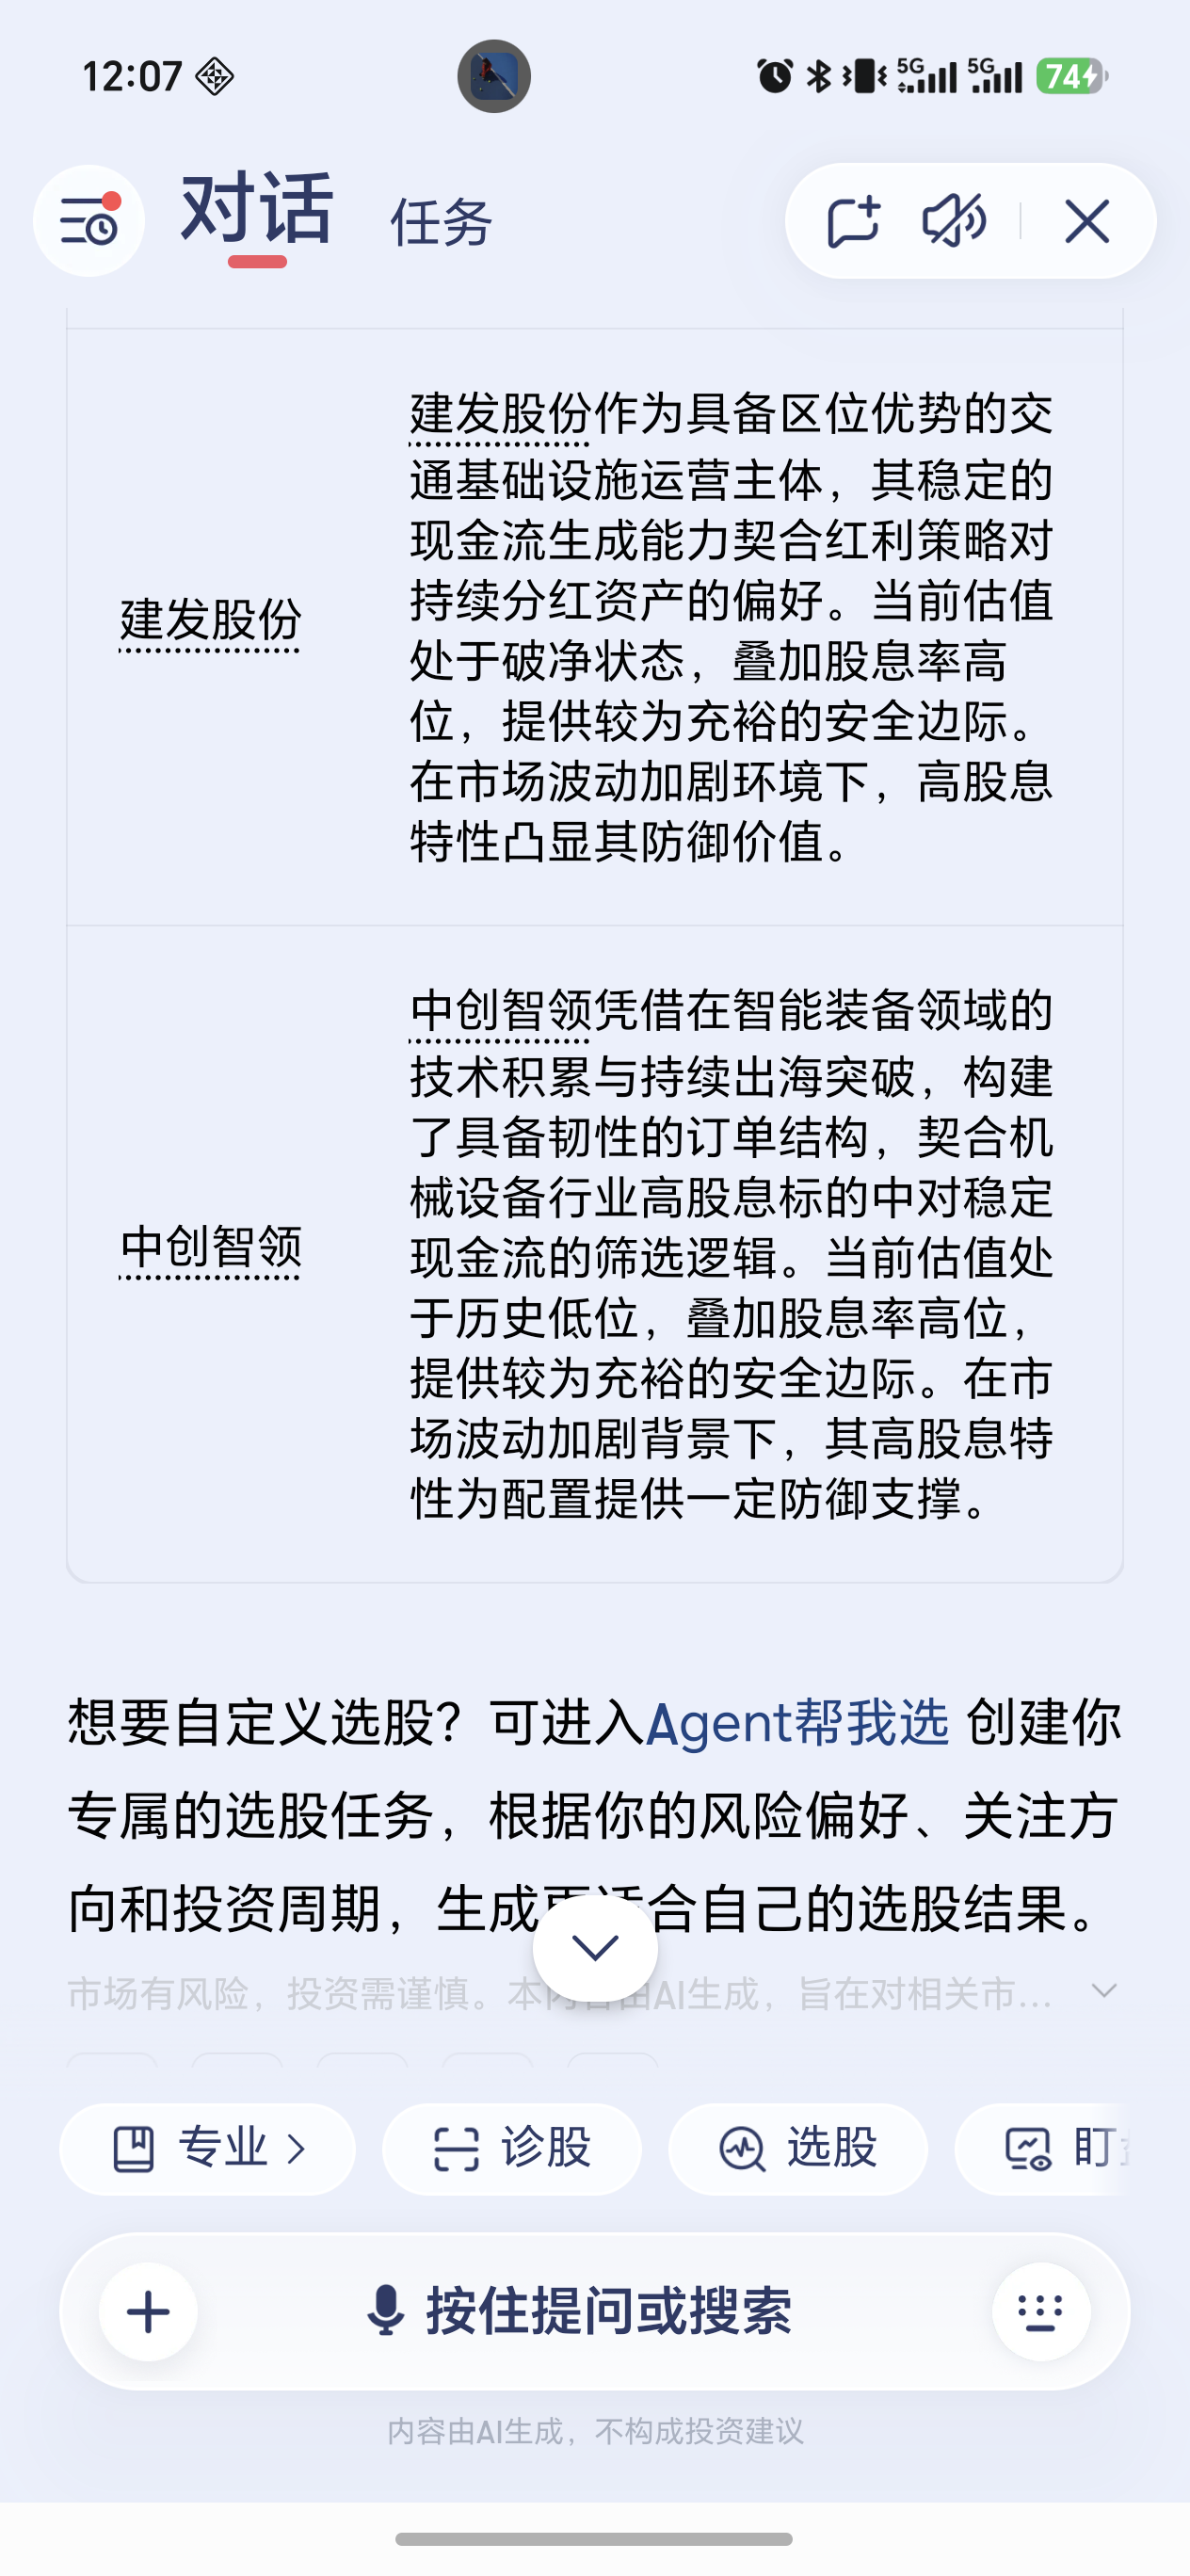 12:07
5G
5G
74
对话
任务
建发股份
建发股份作为具备区位优势的交
通基础设施运营主体，其稳定的
现金流生成能力契合红利策略对
持续分红资产的偏好。当前估值
处于破净状态，叠加股息率高
位，提供较为充裕的安全边际。
在市场波动加剧环境下，高股息
特性凸显其防御价值。
中创智领
中创智领凭借在智能装备领域的
技术积累与持续出海突破，构建
了具备韧性的订单结构，契合机
械设备行业高股息标的中对稳定
现金流的筛选逻辑。当前估值处
于历史低位，叠加股息率高位，
提供较为充裕的安全边际。在市
场波动加剧背景下，其高股息特
性为配置提供一定防御支撑。
想要自定义选股？可进入Agent帮我选 创建你
专属的选股任务，根据你的风险偏好、关注方
向和投资周期，生成 合自己的选股结果。
市场有风险，投资需谨慎。本 由AI生成，旨在对相关市...
专业
诊股
选股
盯
按住提问或搜索
内容由AI生成，不构成投资建议